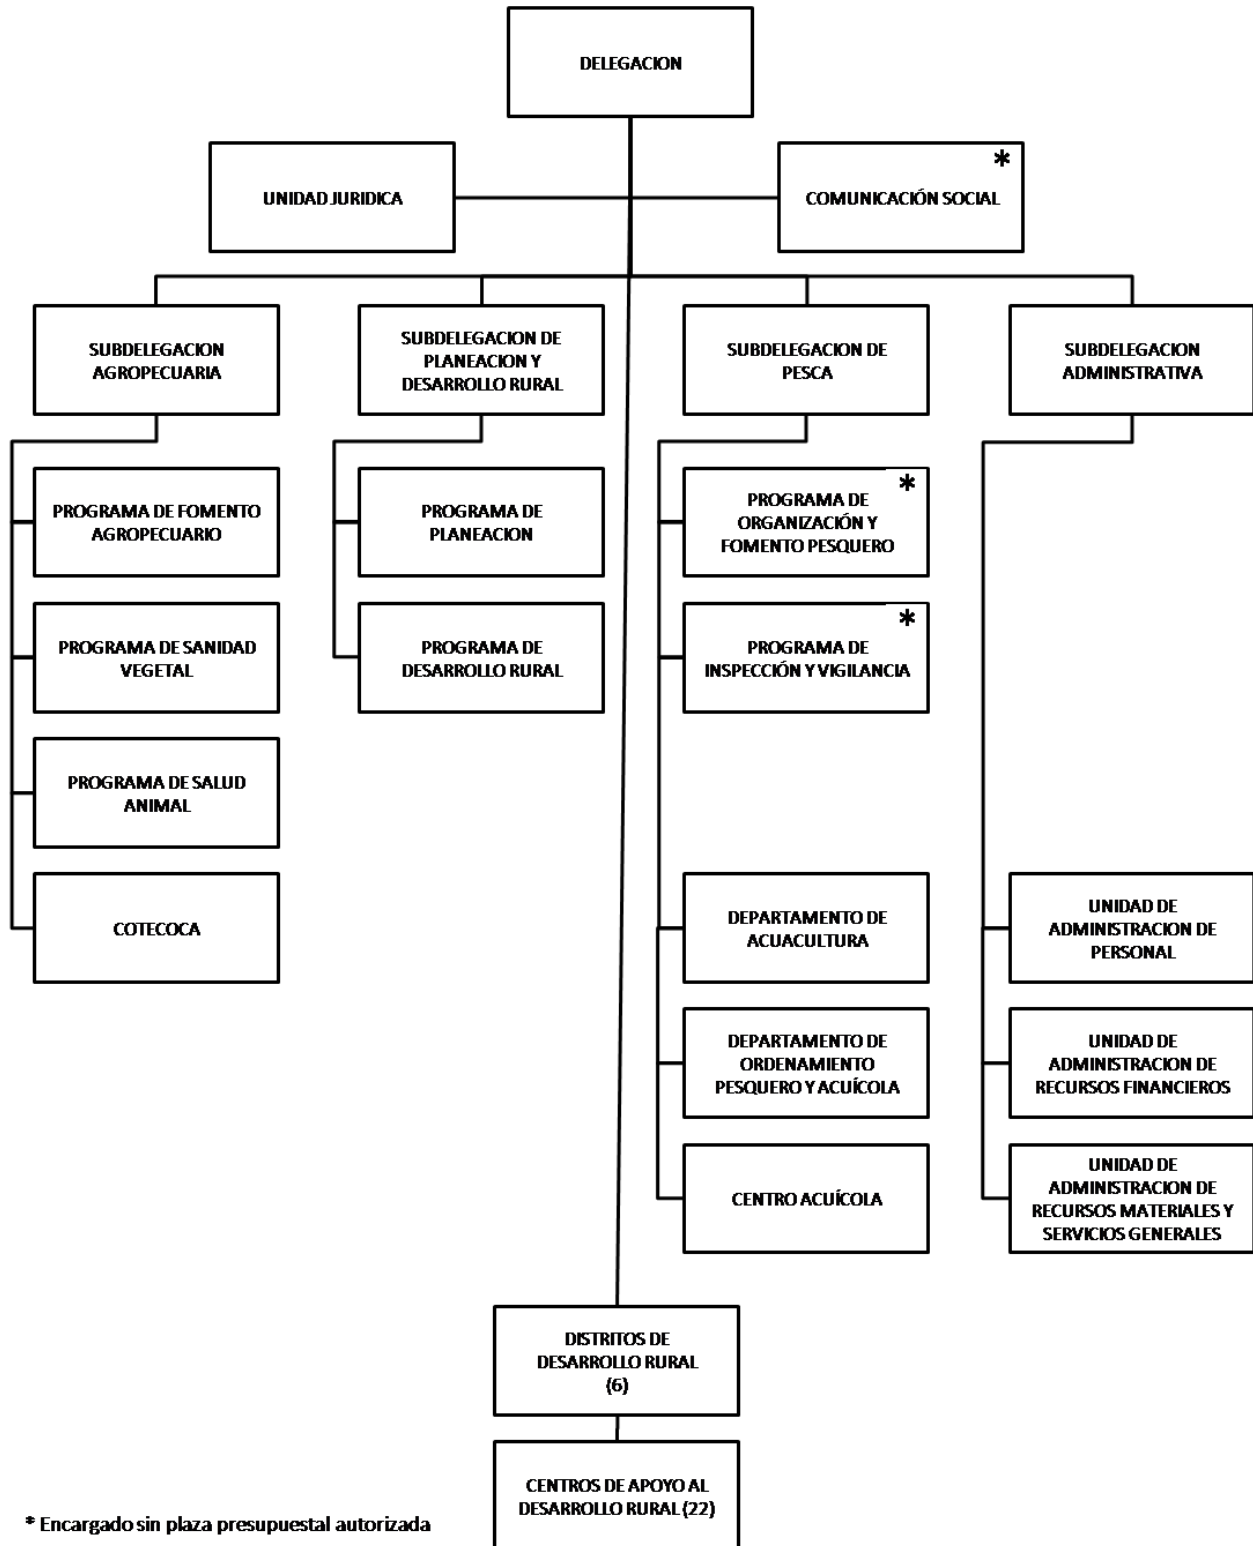 DELEGACION
UNIDAD JURIDICA
*
COMUNICACIÓN SOCIAL
SUBDELEGACION
AGROPECUARIA
SUBDELEGACION DE
PLANEACION Y
DESARROLLO RURAL
SUBDELEGACION DE
PESCA
SUBDELEGACION
ADMINISTRATIVA
PROGRAMA DE FOMENTO
AGROPECUARIO
PROGRAMA DE
PLANEACION
*
PROGRAMA DE
ORGANIZACIÓN Y
FOMENTO PESQUERO
PROGRAMA DE SANIDAD
VEGETAL
PROGRAMA DE
DESARROLLO RURAL
*
PROGRAMA DE
INSPECCIÓN Y VIGILANCIA
PROGRAMA DE SALUD
ANIMAL
COTECOCA
DEPARTAMENTO DE
ACUACULTURA
UNIDAD DE
ADMINISTRACION DE
PERSONAL
DEPARTAMENTO DE
ORDENAMIENTO
PESQUERO Y ACUÍCOLA
UNIDAD DE
ADMINISTRACION DE
RECURSOS FINANCIEROS
CENTRO ACUÍCOLA
UNIDAD DE
ADMINISTRACION DE
RECURSOS MATERIALES Y
SERVICIOS GENERALES
DISTRITOS DE
DESARROLLO RURAL
(6)
CENTROS DE APOYO AL
DESARROLLO RURAL (22)
* Encargado sin plaza presupuestal autorizada